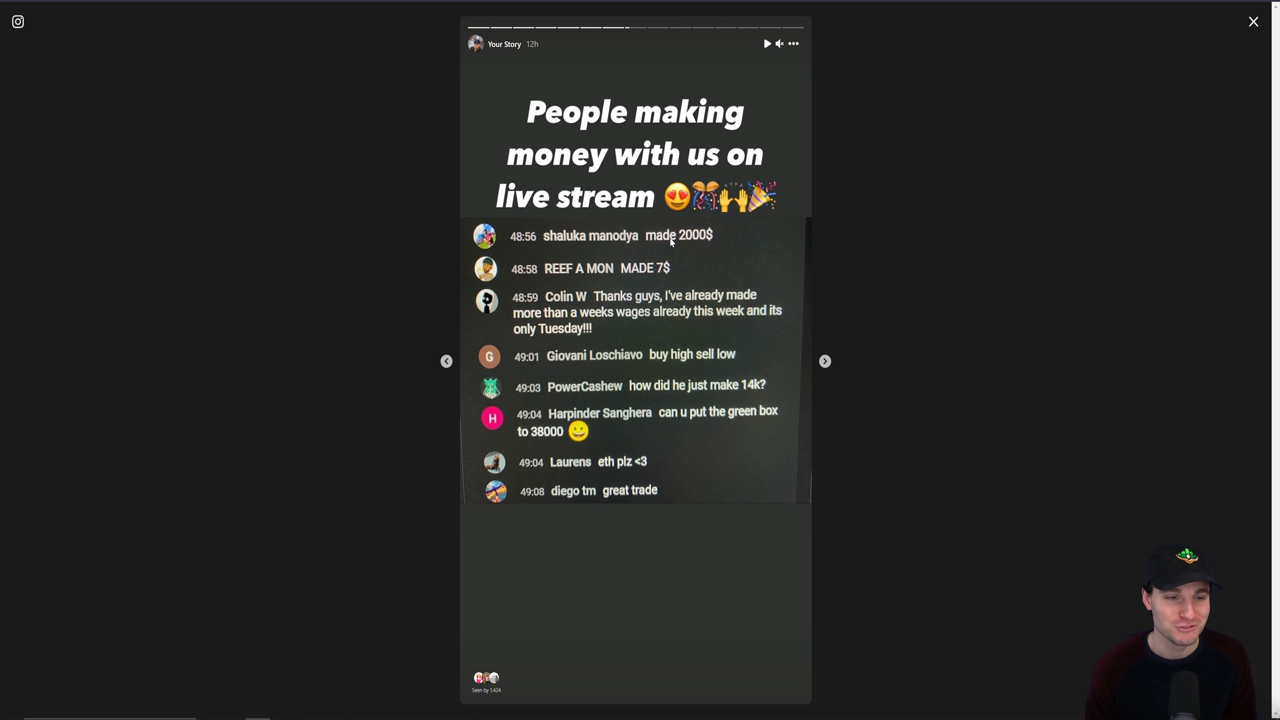 Your Story 12h
People making
money with us on
live stream 😍🎊🙌🎉
48:56 shaluka manodya made 2000$
48:58 REEF A MON MADE 7$
48:59 Colin W Thanks guys, I've already made
more than a weeks wages already this week and its
only Tuesday!!!
G 49:01 Giovani Loschiavo buy high sell low
49:03 PowerCashew how did he just make 14k?
H 49:04 Harpinder Sanghera can u put the green box
to 38000 😀
49:04 Laurens eth plz <3
49:08 diego tm great trade
Seen by 1,424